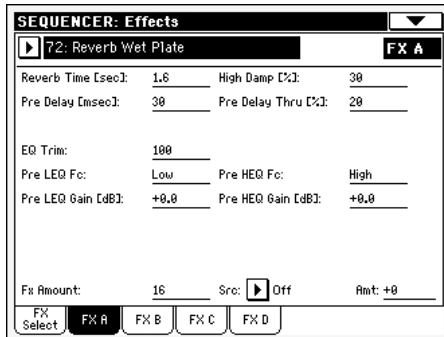 SEQUENCER: Effects
72: Reverb Wet Plate FX A
Reverb Time [sec]: 1.6 High Damp [%]: 30
Pre Delay [msec]: 30 Pre Delay Thru [%]: 20
EQ Trim: 100
Pre LEQ Fc: Low Pre HEQ Fc: High
Pre LEQ Gain [dB]: +0.0 Pre HEQ Gain [dB]: +0.0
Fx Amount: 16 Src: Off Amt: +0
FX Select FX A FX B FX C FX D